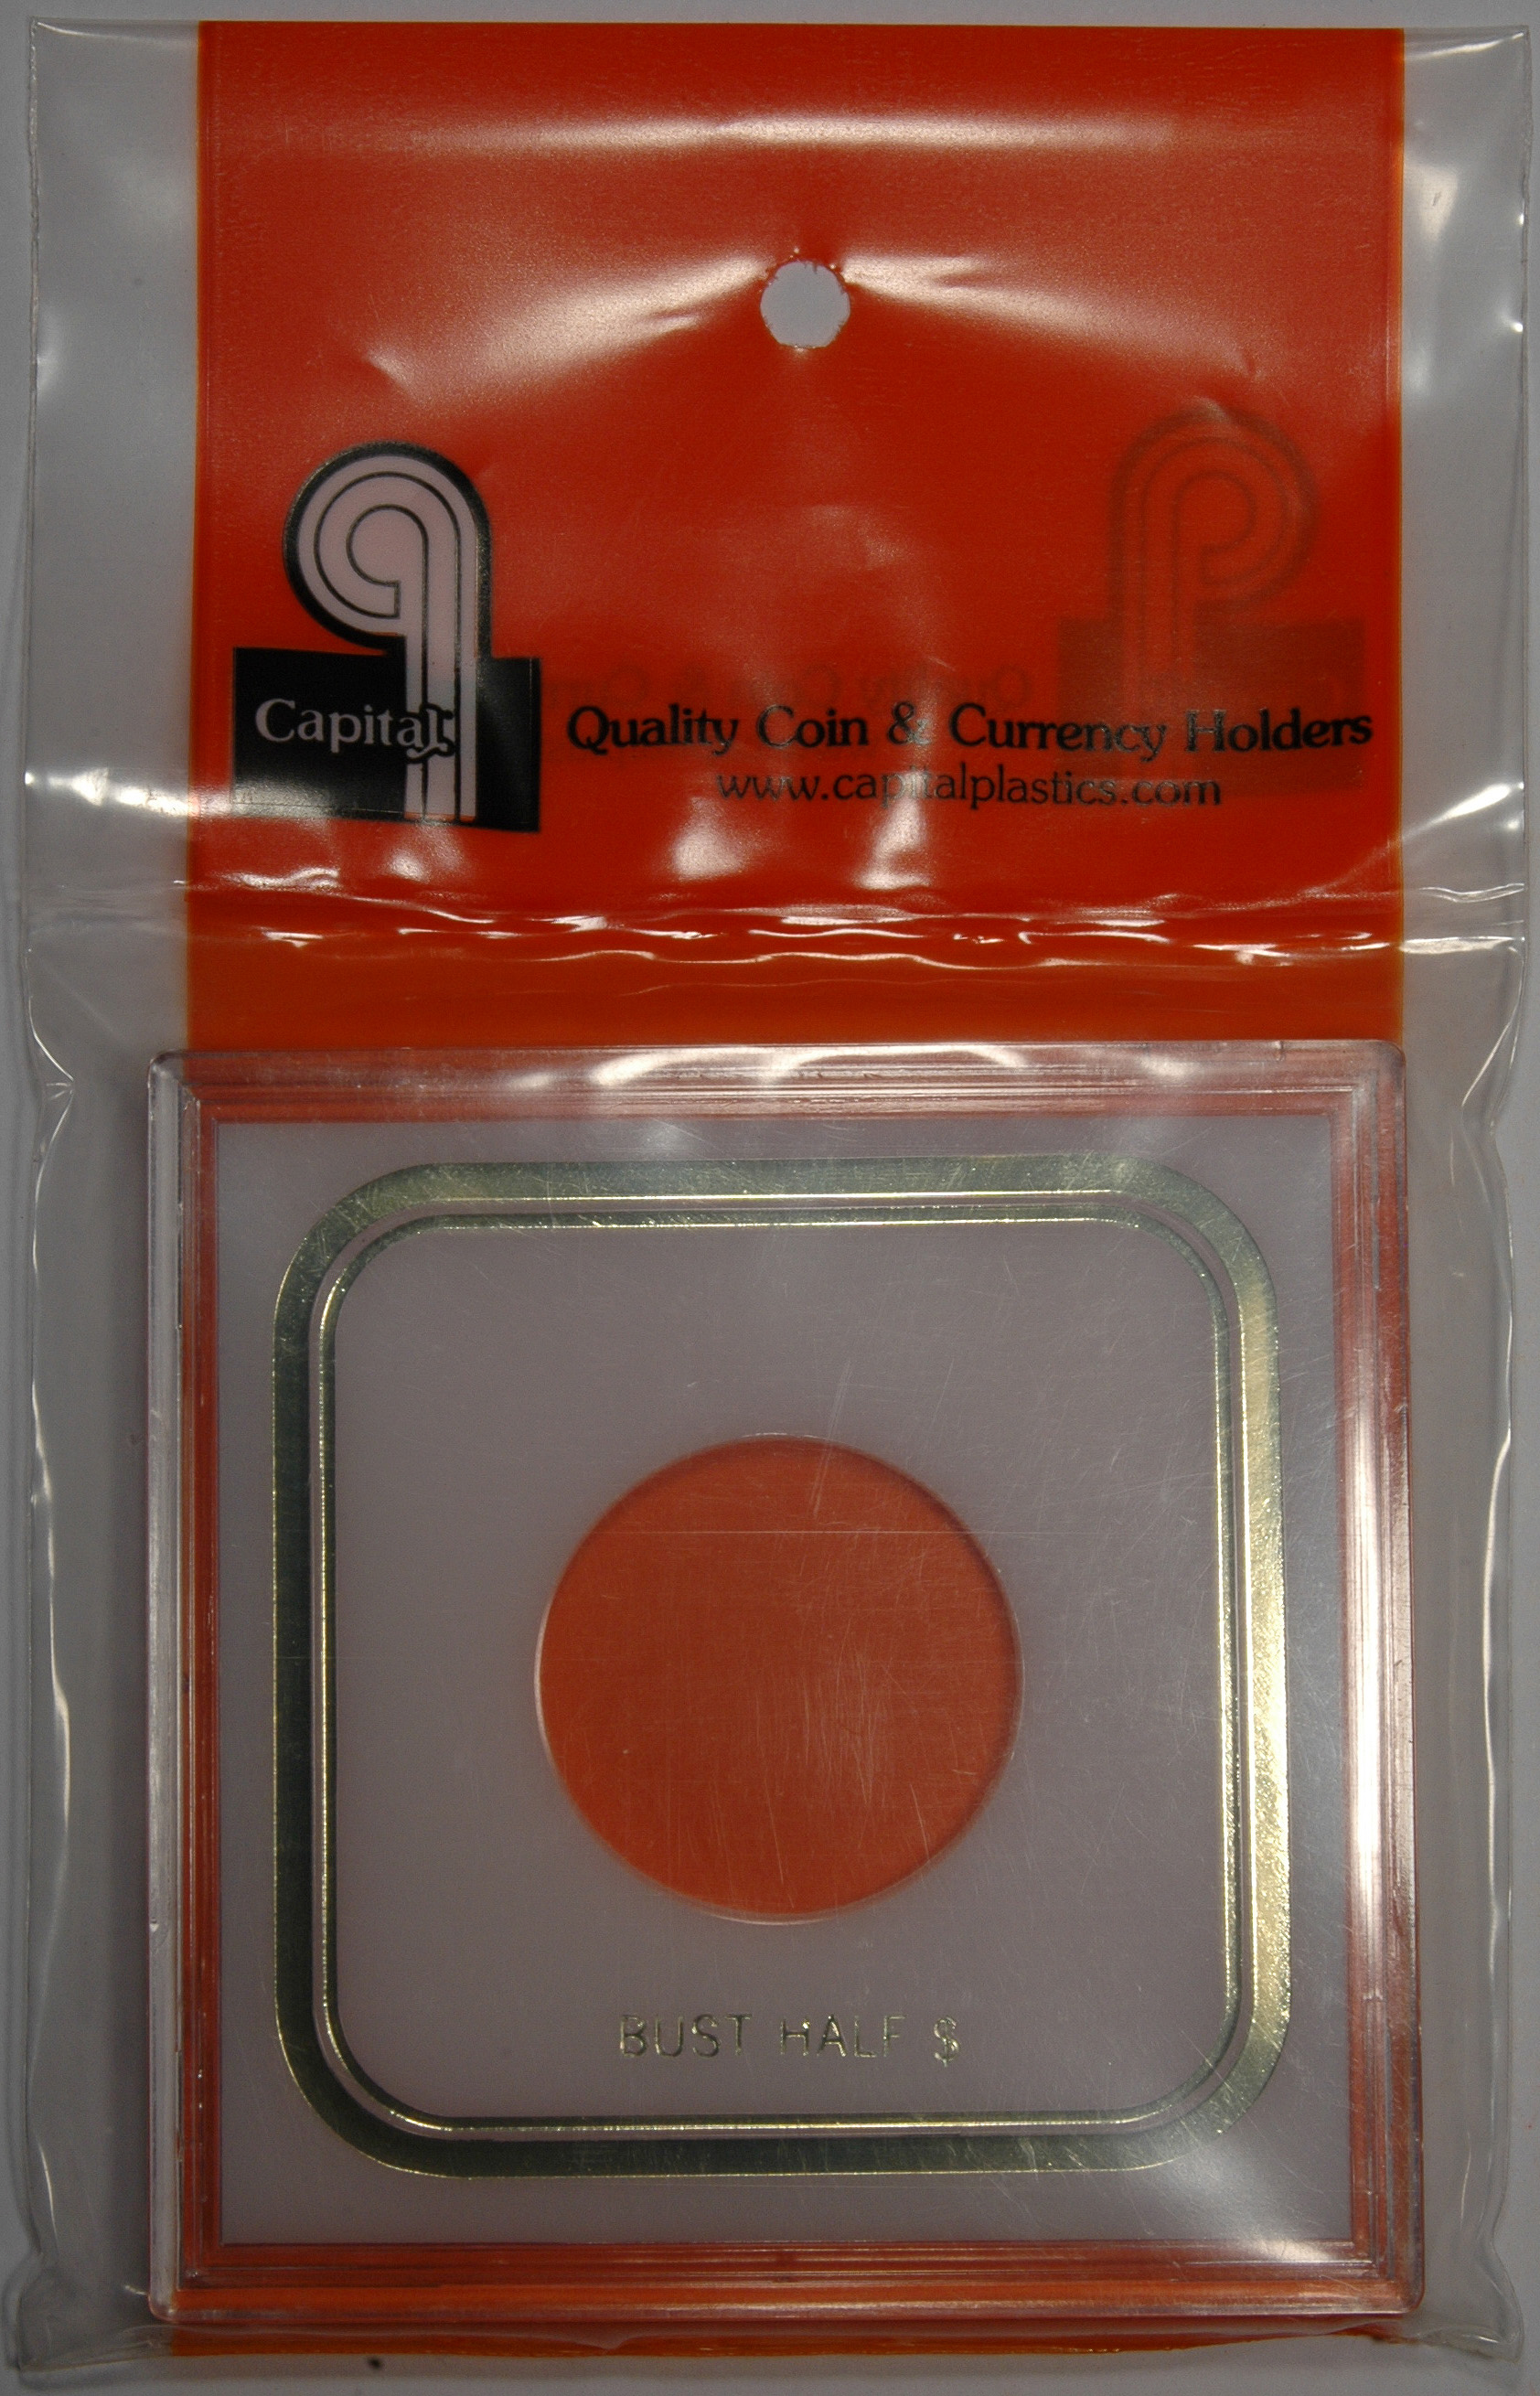 Capital
Quality Coin & Currency Holders
www.capitalplastics.com
BUST HALF $